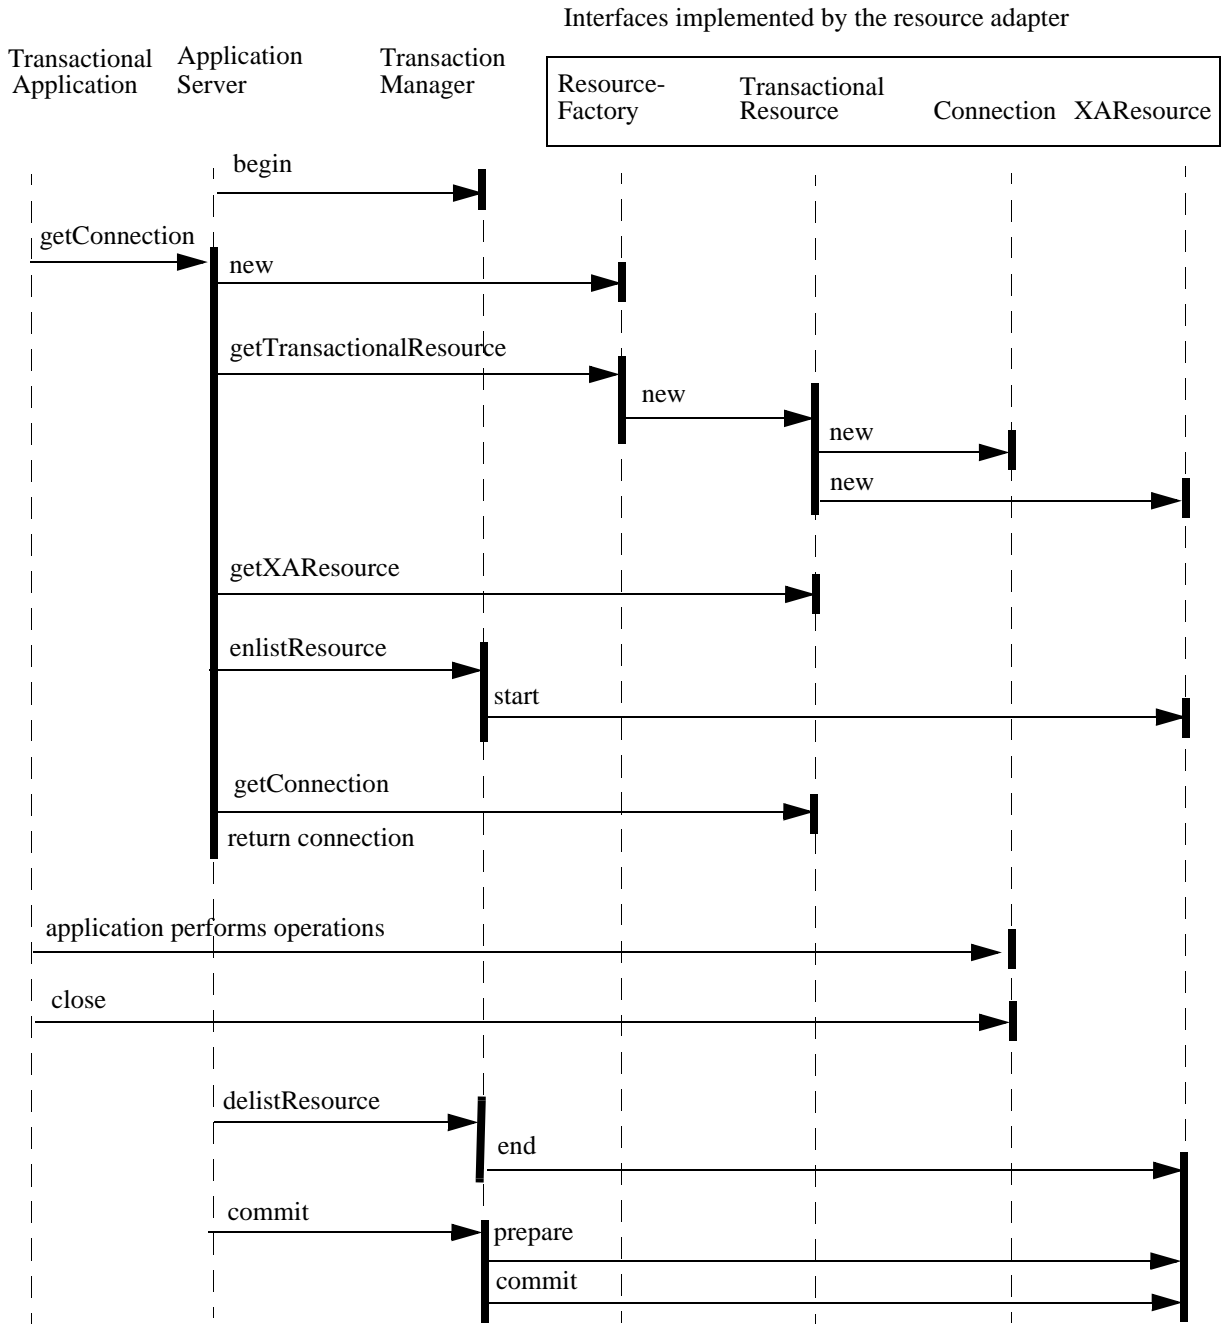 Interfaces implemented by the resource adapter
Transactional
Application
Application
Server
Transaction
Manager
Resource-
Factory
Transactional
Resource
Connection
XAResource
begin
getConnection
new
getTransactionalResource
new
new
new
getXAResource
enlistResource
start
getConnection
return connection
application performs operations
close
delistResource
end
commit
prepare
commit